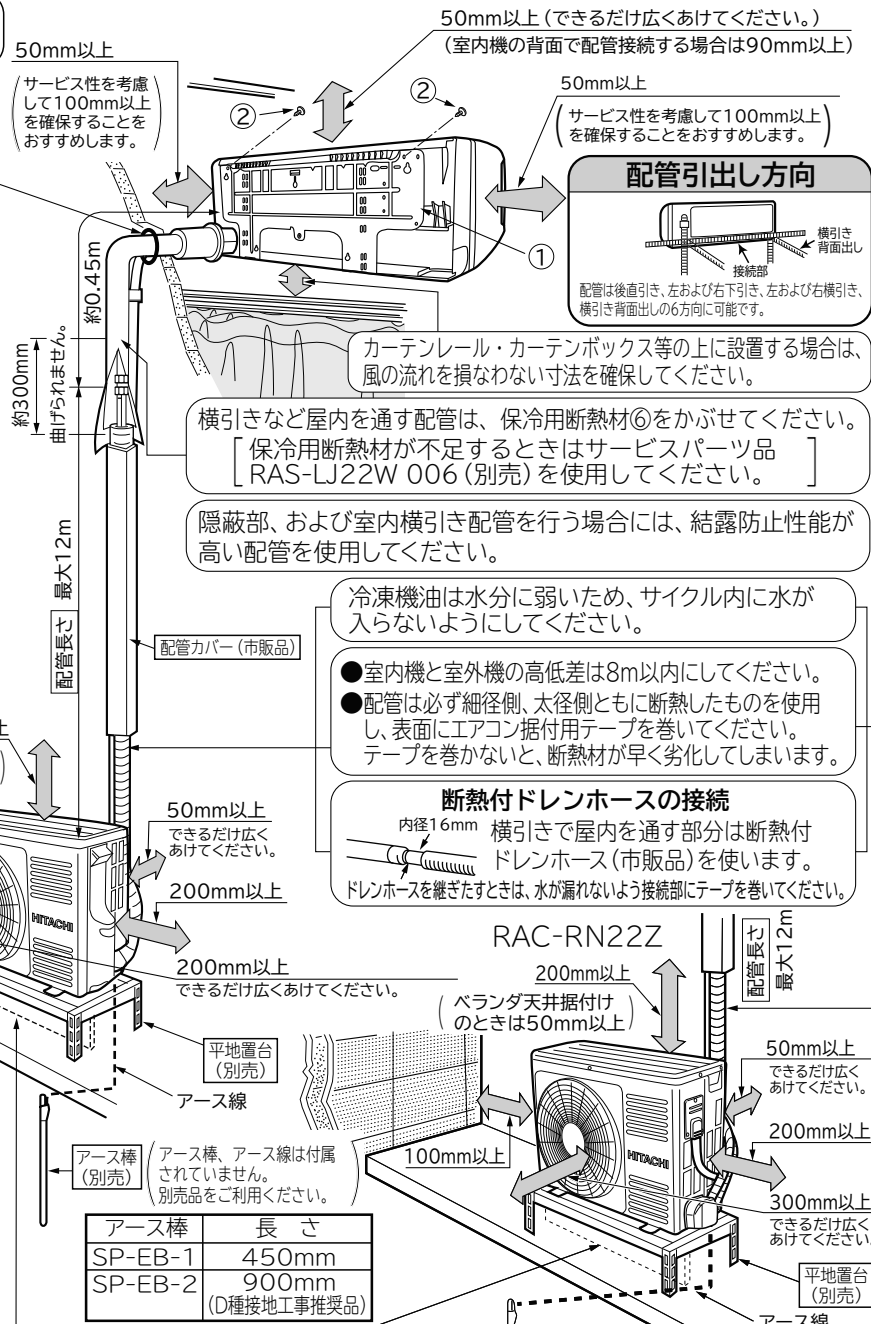 50mm以上(できるだけ広くあけてください。)
(室内機の背面で配管接続する場合は90mm以上)
50mm以上
(サービス性を考慮
して100mm以上
を確保することを
おすすめします。)
②
②
50mm以上
(サービス性を考慮して100mm以上
を確保することをおすすめします。)
配管引出し方向
横引き
背面出し
接続部
配管は後直引き、左および右下引き、左および右横引き、
横引き背面出しの6方向に可能です。
①
約0.45m
約300mm
曲げられません。
カーテンレール・カーテンボックス等の上に設置する場合は、
風の流れを損なわない寸法を確保してください。
横引きなど屋内を通す配管は、保冷用断熱材⑥をかぶせてください。
[保冷用断熱材が不足するときはサービスパーツ品
RAS-LJ22W 006(別売)を使用してください。]
隠蔽部、および室内横引き配管を行う場合には、結露防止性能が
高い配管を使用してください。
配管長さ 最大12m
配管カバー(市販品)
冷凍機油は水分に弱いため、サイクル内に水が
入らないようにしてください。
●室内機と室外機の高低差は8m以内にしてください。
●配管は必ず細径側、太径側ともに断熱したものを使用
し、表面にエアコン据付用テープを巻いてください。
テープを巻かないと、断熱材が早く劣化してしまいます。
断熱付ドレンホースの接続
内径16mm
横引きで屋内を通す部分は断熱付
ドレンホース(市販品)を使います。
ドレンホースを継ぎたすときは、水が漏れないよう接続部にテープを巻いてください。
上
)
50mm以上
できるだけ広く
あけてください。
200mm以上
HITACHI
200mm以上
できるだけ広くあけてください。
平地置台
(別売)
アース線
アース棒
(別売)
(アース棒、アース線は付属
されていません。
別売品をご利用ください。)
アース棒 長さ
SP-EB-1 450mm
SP-EB-2 900mm
(D種接地工事推奨品)
RAC-RN22Z
配管長さ
最大12m
200mm以上
(ベランダ天井据付け
のときは50mm以上)
50mm以上
できるだけ広く
あけてください。
100mm以上
HITACHI
200mm以上
300mm以上
できるだけ広く
あけてください。
平地置台
(別売)
アース線